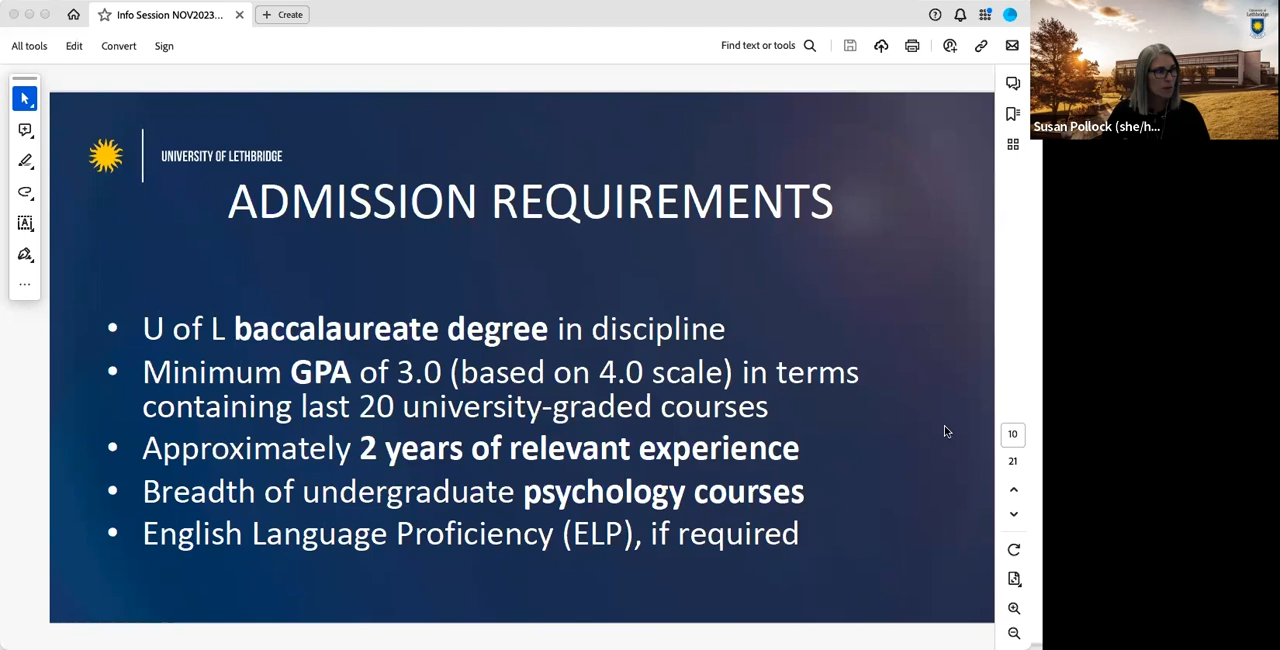 Info Session NOV2023...
Create
All tools
Edit
Convert
Sign
Find text or tools
University of
Lethbridge
Susan Pollock (she/h...
UNIVERSITY OF LETHBRIDGE
ADMISSION REQUIREMENTS
• U of L baccalaureate degree in discipline
• Minimum GPA of 3.0 (based on 4.0 scale) in terms
containing last 20 university-graded courses
• Approximately 2 years of relevant experience
• Breadth of undergraduate psychology courses
• English Language Proficiency (ELP), if required
10
21